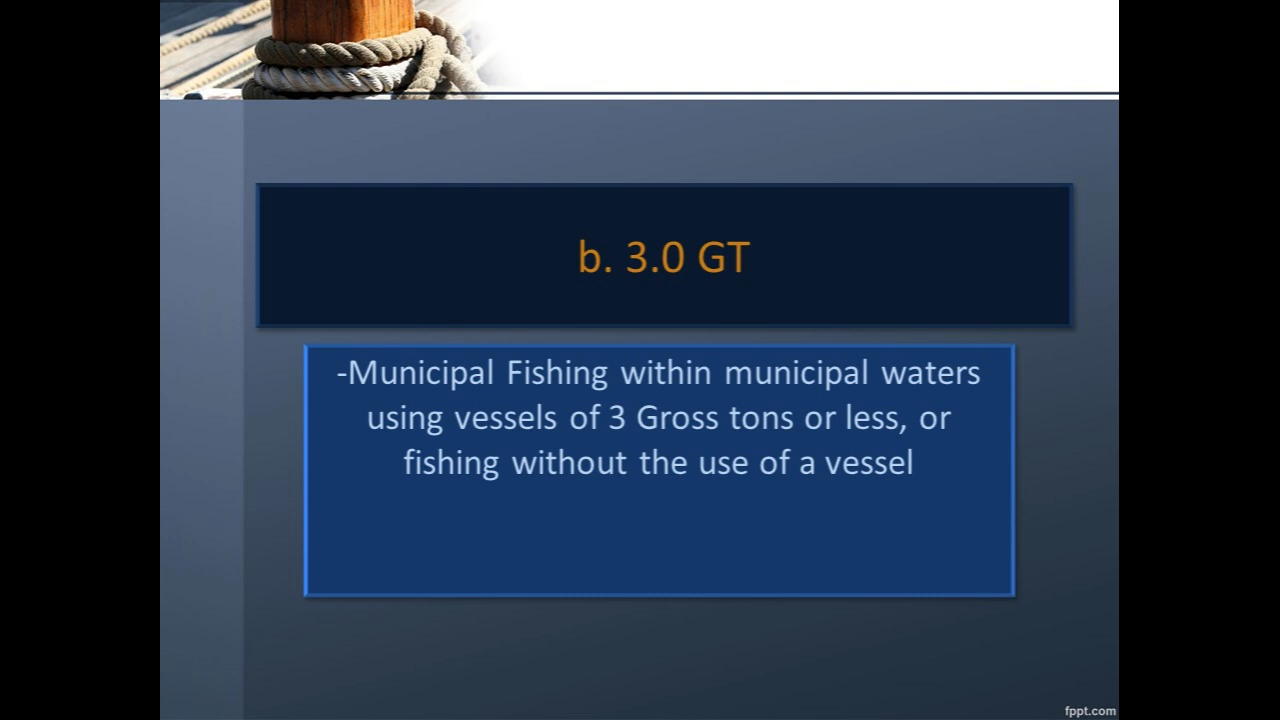 b. 3.0 GT
-Municipal Fishing within municipal waters
using vessels of 3 Gross tons or less, or
fishing without the use of a vessel
fppt.com